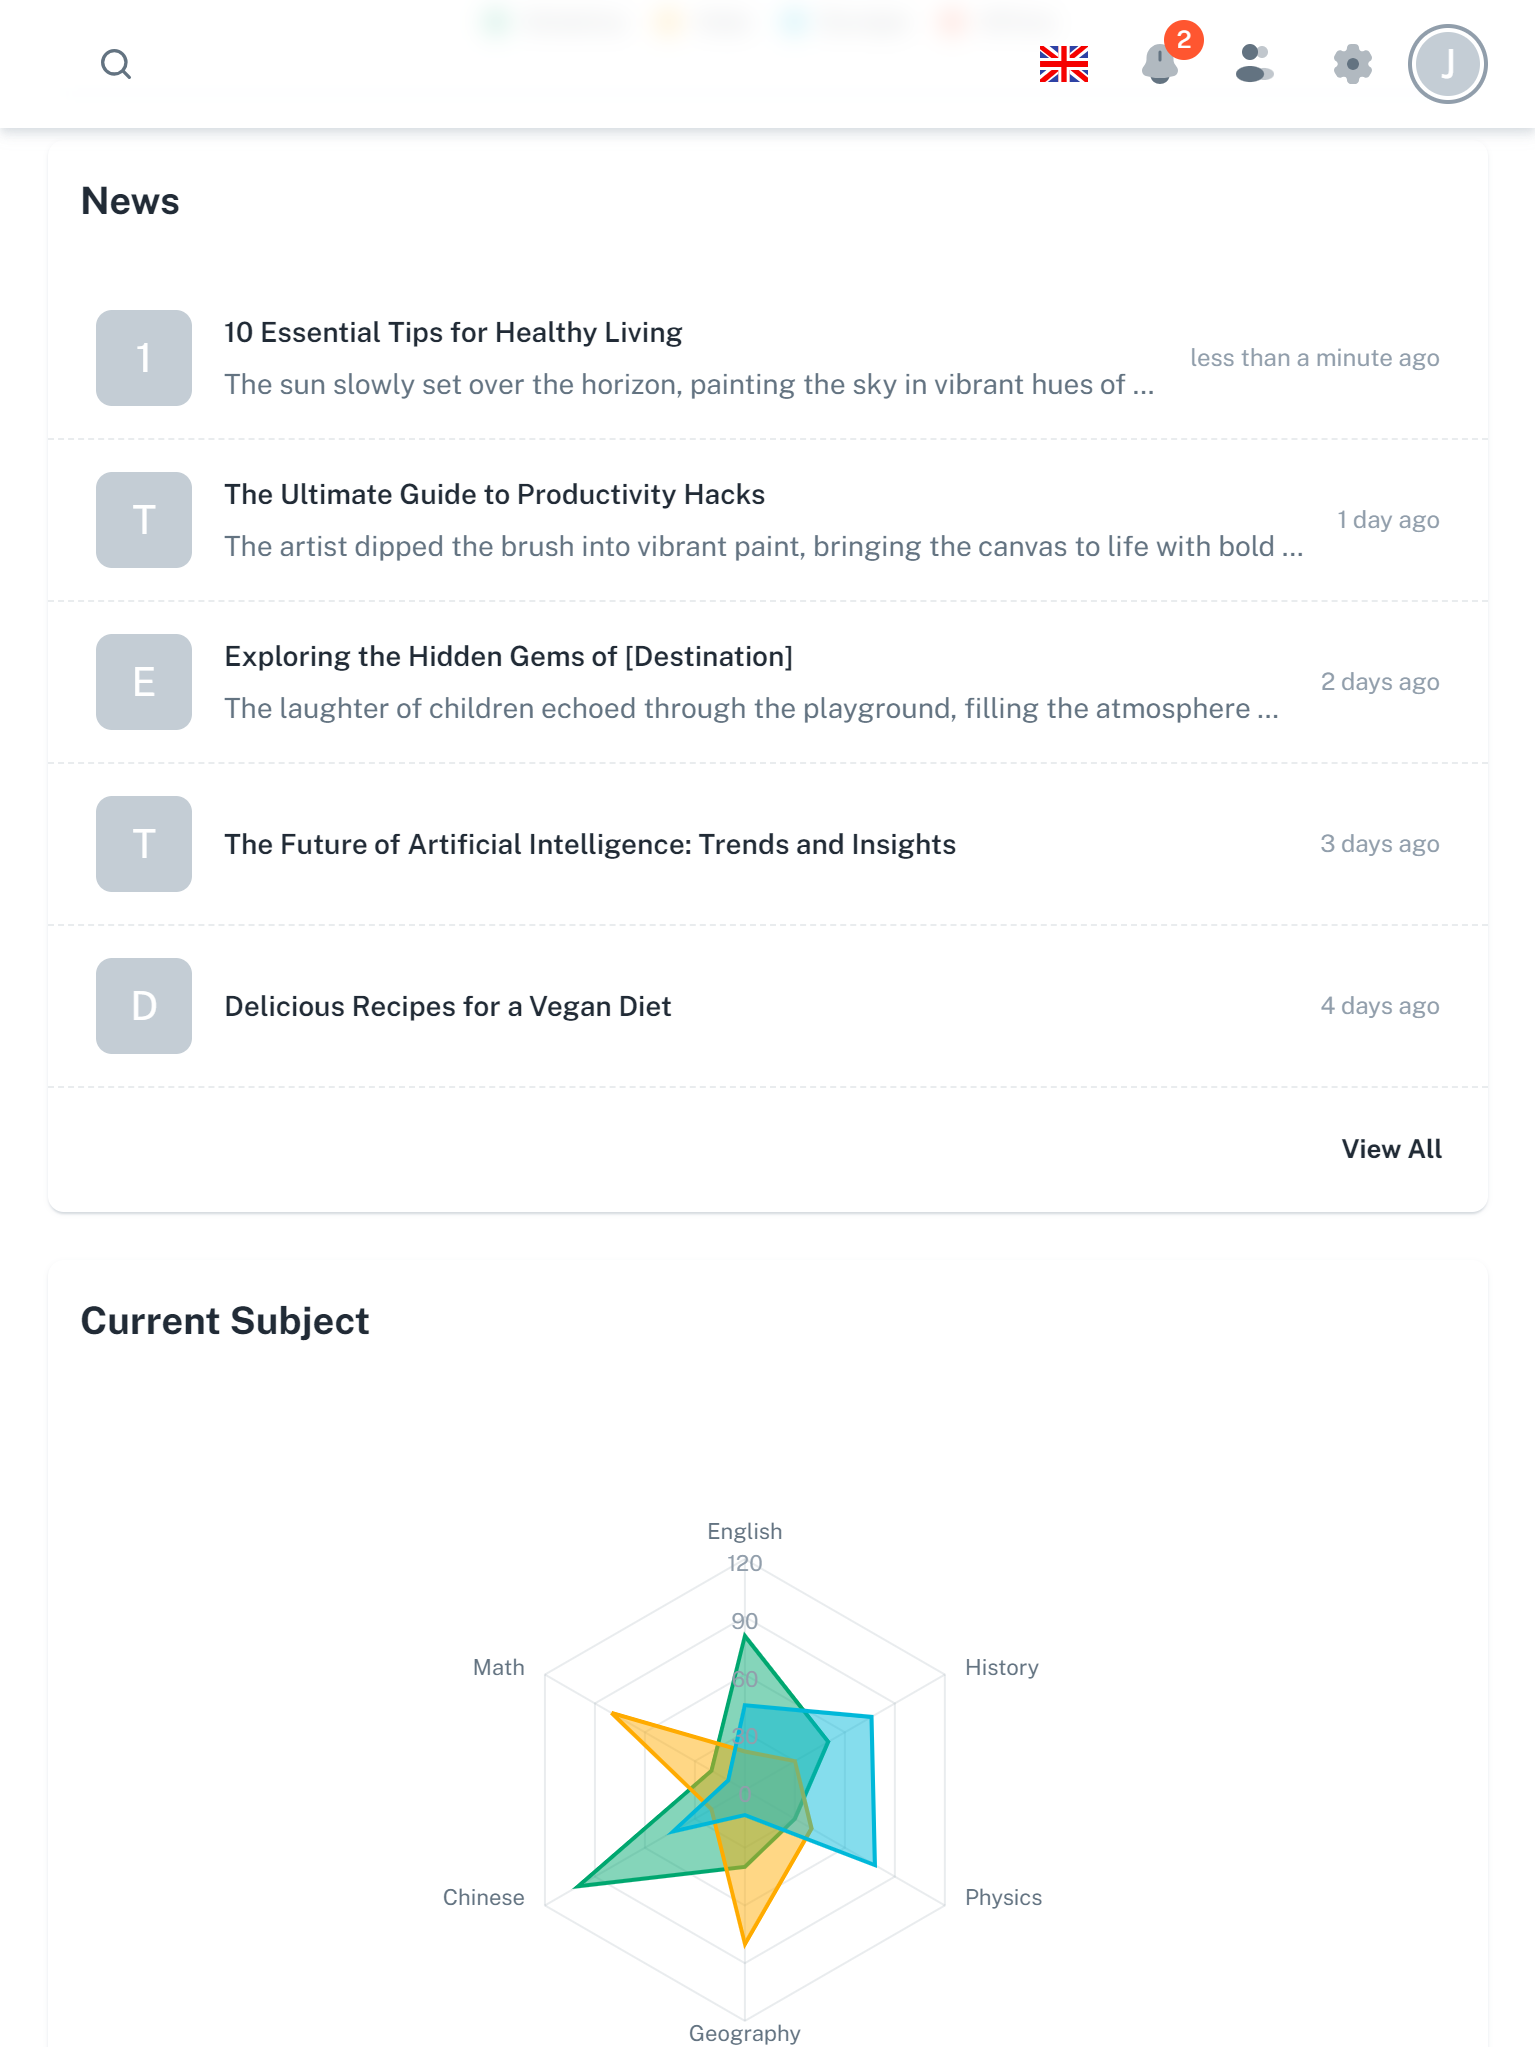 2
J
News
1
10 Essential Tips for Healthy Living
The sun slowly set over the horizon, painting the sky in vibrant hues of ...
less than a minute ago
T
The Ultimate Guide to Productivity Hacks
The artist dipped the brush into vibrant paint, bringing the canvas to life with bold ...
1 day ago
E
Exploring the Hidden Gems of [Destination]
The laughter of children echoed through the playground, filling the atmosphere ...
2 days ago
T
The Future of Artificial Intelligence: Trends and Insights
3 days ago
D
Delicious Recipes for a Vegan Diet
4 days ago
View All
Current Subject
English
120
90
60
30
0
Math
History
Chinese
Physics
Geography